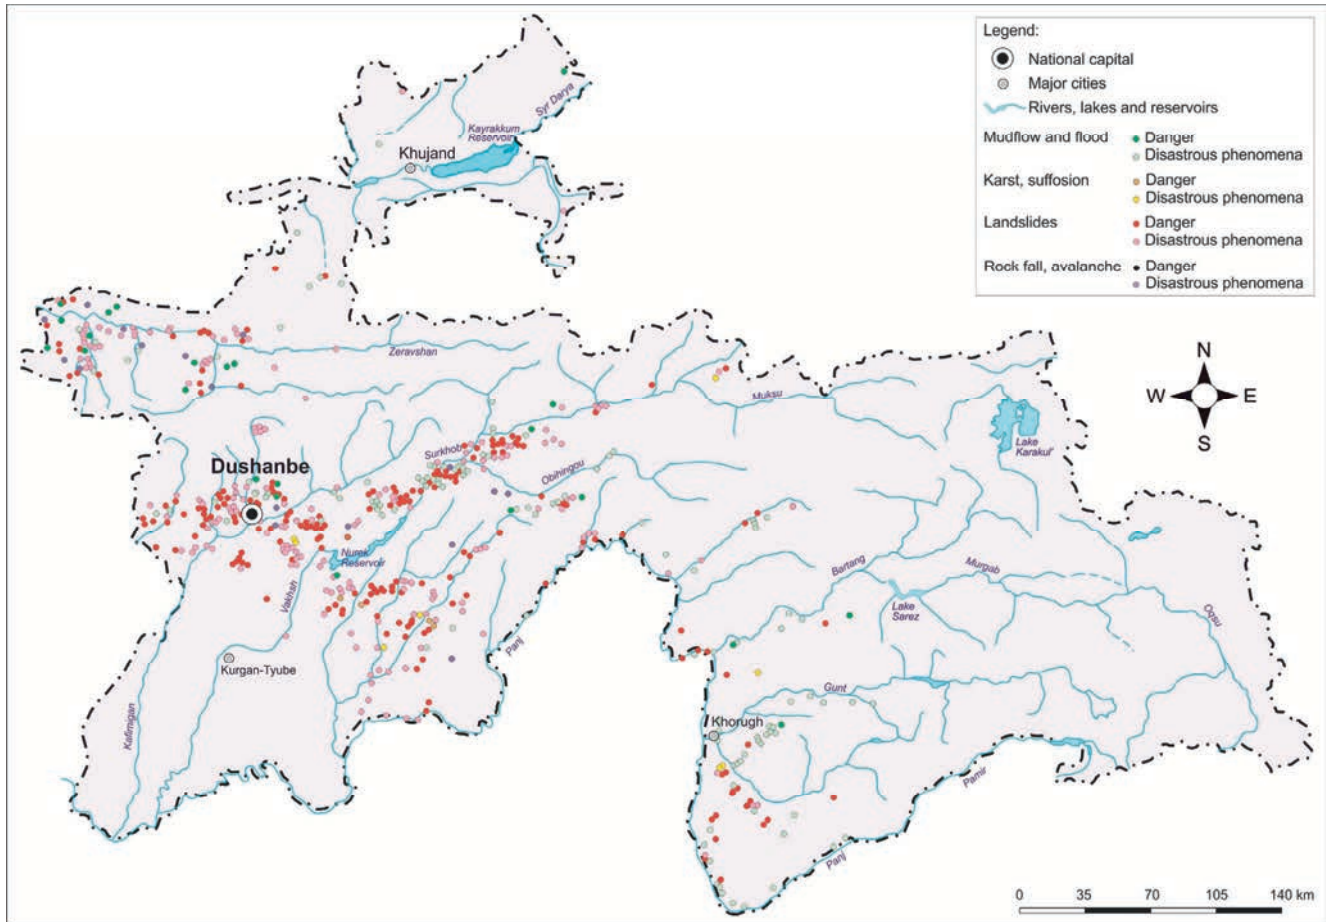 Legend:
National capital
Major cities
Rivers, lakes and reservoirs
Mudflow and flood
Danger
Disastrous phenomena
Karst, suffosion
Danger
Disastrous phenomena
Landslides
Danger
Disastrous phenomena
Rock fall, avalanche
Danger
Disastrous phenomena
Syr Darya
Kayrakkum
Reservoir
Khujand
N
W
E
S
Zeravshan
Muksu
Lake
Karakul'
Surkhob
Dushanbe
Obihingou
Nurek
Reservoir
Bartang
Murgab
Vakhsh
Lake
Sarez
Oqsu
Panj
Kurgan-Tyube
Gunt
Kafirnigan
Khorugh
Pamir
Panj
0 35 70 105 140 km